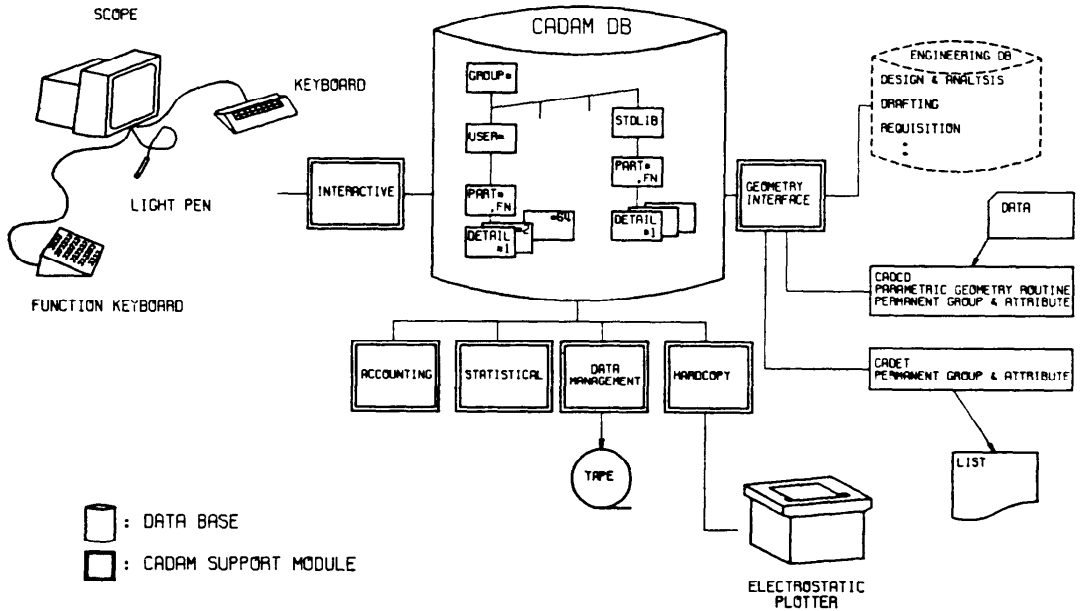 SCOPE
KEYBOARD
LIGHT PEN
FUNCTION KEYBOARD
INTERACTIVE
CADAM DB
GROUP=
USER=
PART=
.FN
DETAIL
=1
=2
=64
STDLIB
PART=
.FN
DETAIL
=1
GEOMETRY
INTERFACE
ENGINEERING DB
DESIGN & ANALYSIS
DRAFTING
REQUISITION
:
DATA
CADCD
PARAMETRIC GEOMETRY ROUTINE
PERMANENT GROUP & ATTRIBUTE
CADET
PERMANENT GROUP & ATTRIBUTE
LIST
ACCOUNTING
STATISTICAL
DATA
MANAGEMENT
HARDCOPY
TAPE
ELECTROSTATIC
PLOTTER
: DATA BASE
: CADAM SUPPORT MODULE